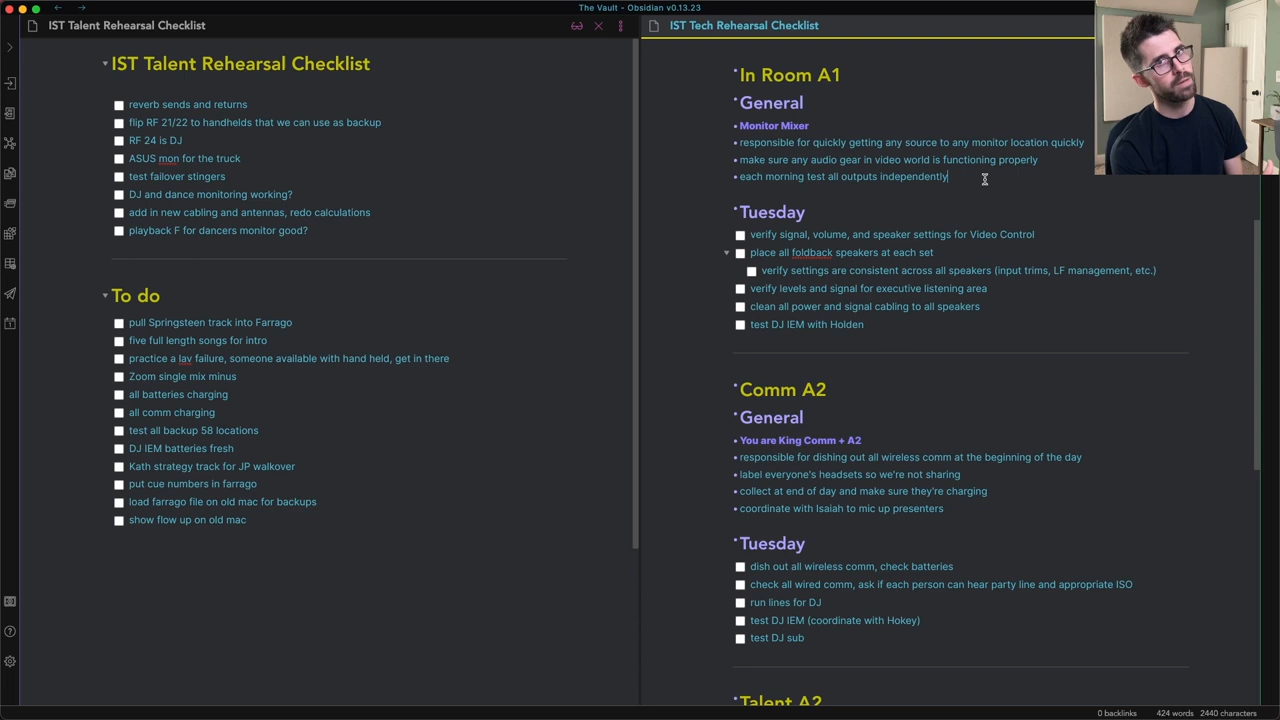 The Vault - Obsidian v0.13.23
IST Talent Rehearsal Checklist
IST Talent Rehearsal Checklist
reverb sends and returns
flip RF 21/22 to handhelds that we can use as backup
RF 24 is DJ
ASUS mon for the truck
test failover stingers
DJ and dance monitoring working?
add in new cabling and antennas, redo calculations
playback F for dancers monitor good?
To do
pull Springsteen track into Farrago
five full length songs for intro
practice a lav failure, someone available with hand held, get in there
Zoom single mix minus
all batteries charging
all comm charging
test all backup 58 locations
DJ IEM batteries fresh
Kath strategy track for JP walkover
put cue numbers in farrago
load farrago file on old mac for backups
show flow up on old mac
IST Tech Rehearsal Checklist
In Room A1
General
Monitor Mixer
responsible for quickly getting any source to any monitor location quickly
make sure any audio gear in video world is functioning properly
each morning test all outputs independently
Tuesday
verify signal, volume, and speaker settings for Video Control
place all foldback speakers at each set
verify settings are consistent across all speakers (input trims, LF management, etc.)
verify levels and signal for executive listening area
clean all power and signal cabling to all speakers
test DJ IEM with Holden
Comm A2
General
You are King Comm + A2
responsible for dishing out all wireless comm at the beginning of the day
label everyone's headsets so we're not sharing
collect at end of day and make sure they're charging
coordinate with Isaiah to mic up presenters
Tuesday
dish out all wireless comm, check batteries
check all wired comm, ask if each person can hear party line and appropriate ISO
run lines for DJ
test DJ IEM (coordinate with Hokey)
test DJ sub
Talent A2
0 backlinks 424 words 2440 characters